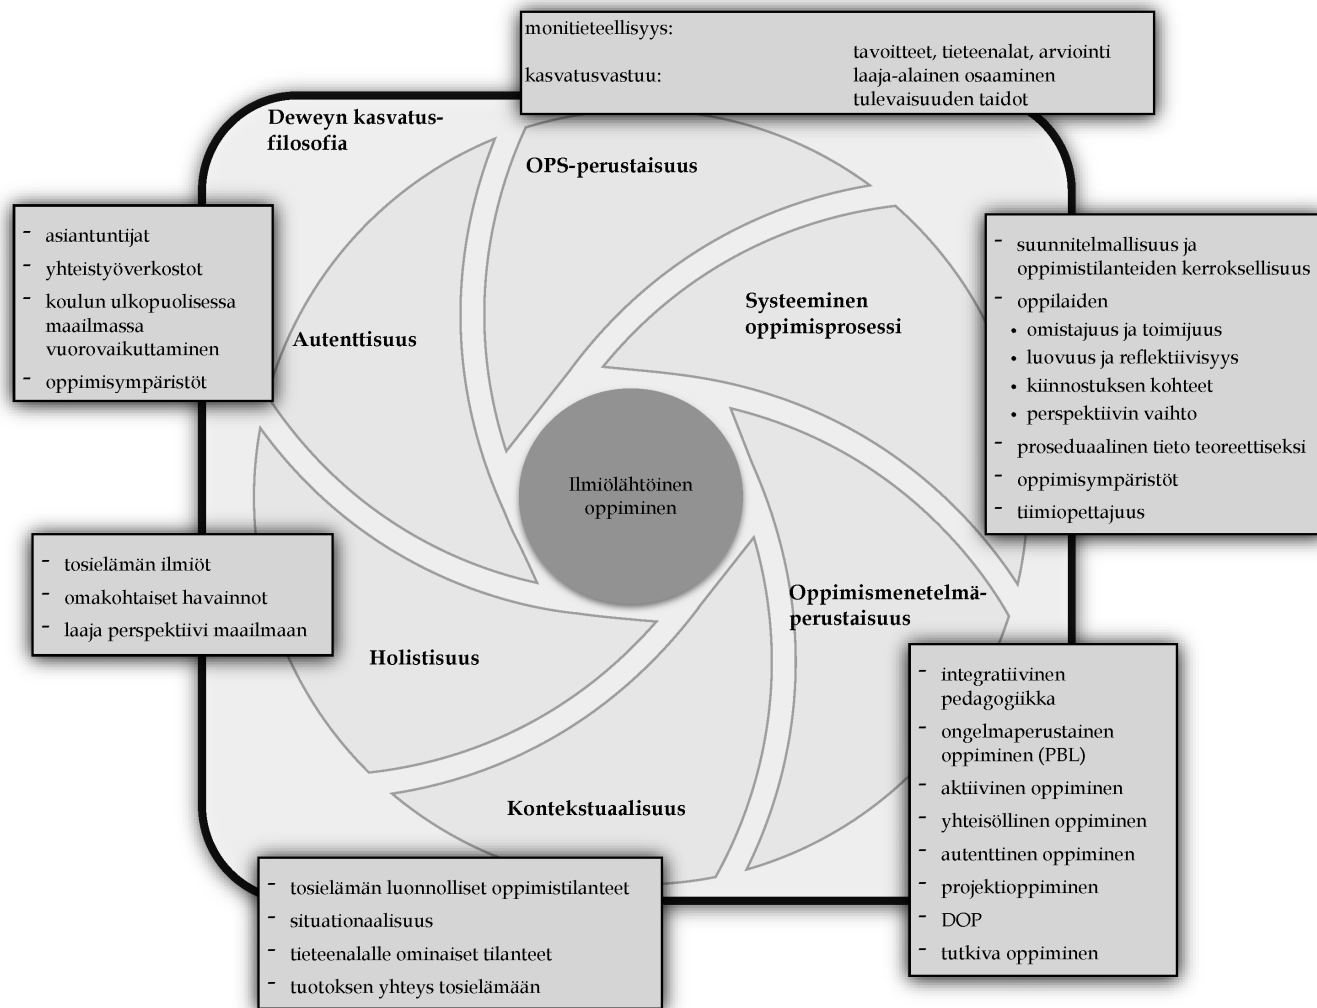 monitieteellisyys:
tavoitteet, tieteenalat, arviointi
kasvatusvastuu: laaja-alainen osaaminen
tulevaisuuden taidot
Deweyn kasvatus-
filosofia
OPS-perustaisuus
- asiantuntijat
- yhteistyöverkostot
- koulun ulkopuolisessa
maailmassa
vuorovaikuttaminen
- oppimisympäristöt
Autenttisuus
Systeeminen
oppimisprosessi
- suunnitelmallisuus ja
oppimistilanteiden kerroksellisuus
- oppilaiden
• omistajuus ja toimijuus
• luovuus ja reflektiivisyys
• kiinnostuksen kohteet
• perspektiivin vaihto
- proseduaalinen tieto teoreettiseksi
- oppimisympäristöt
- tiimiopettajuus
Ilmiölähtöinen
oppiminen
- tosielämän ilmiöt
- omakohtaiset havainnot
- laaja perspektiivi maailmaan
Holistisuus
Oppimismenetelmä-
perustaisuus
- integratiivinen
pedagogiikka
- ongelmaperustainen
oppiminen (PBL)
- aktiivinen oppiminen
- yhteisöllinen oppiminen
- autenttinen oppiminen
- projektioppiminen
- DOP
- tutkiva oppiminen
Kontekstuaalisuus
- tosielämän luonnolliset oppimistilanteet
- situationaalisuus
- tieteenalalle ominaiset tilanteet
- tuotoksen yhteys tosielämään